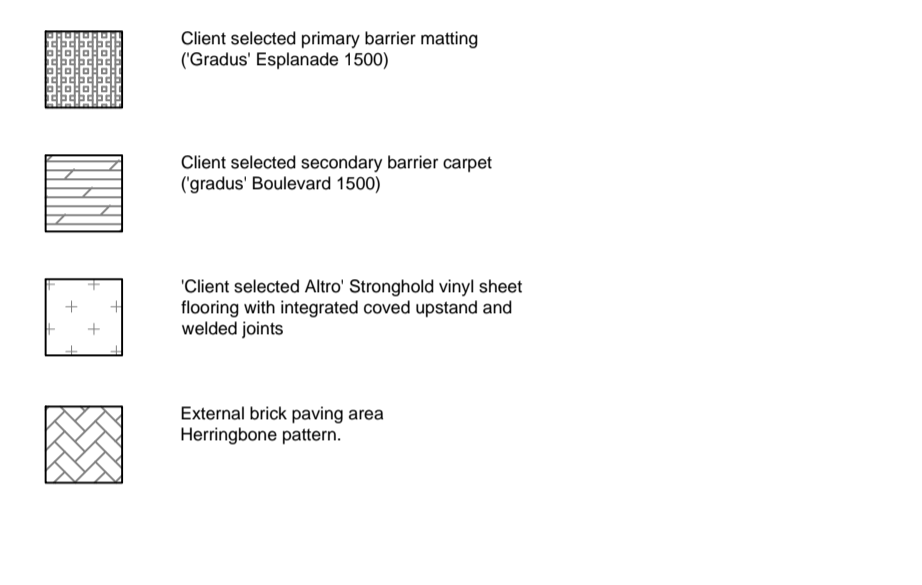 Client selected primary barrier matting
('Gradus' Esplanade 1500)
Client selected secondary barrier carpet
('gradus' Boulevard 1500)
'Client selected Altro' Stronghold vinyl sheet
flooring with integrated coved upstand and
welded joints
External brick paving area
Herringbone pattern.